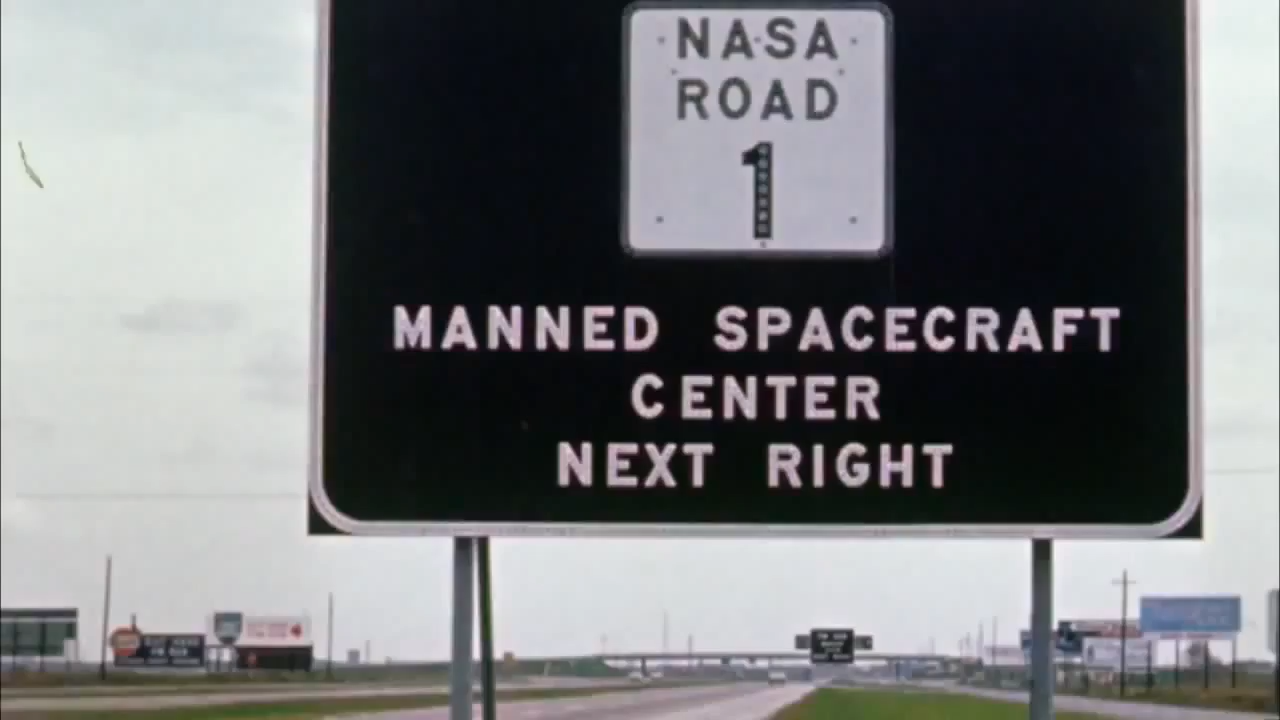 NASA
ROAD
1
MANNED SPACECRAFT
CENTER
NEXT RIGHT